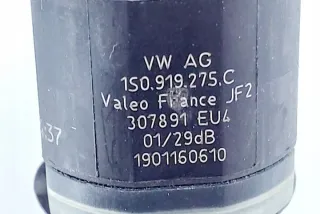 VW AG
1S0.919.275.C
Valeo France JF2
307891 EU4
01/29dB
1901160610